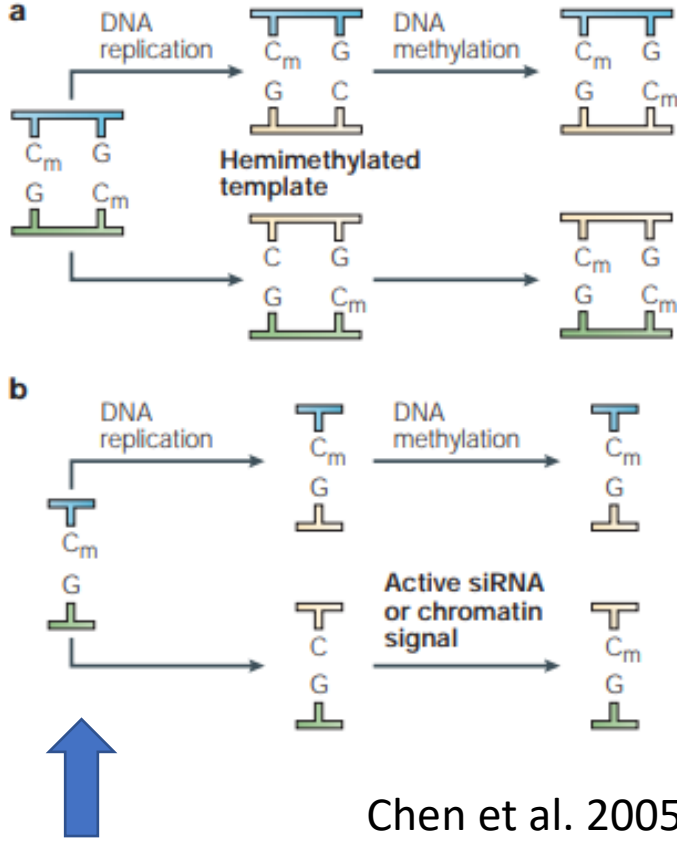 a
DNA
replication
DNA
methylation
Cm G
G C
Cm G
G Cm
Cm G
G Cm
Hemimethylated
template
C G
G Cm
Cm G
G Cm
b
DNA
replication
DNA
methylation
Cm
G
Cm
G
Cm
G
Active siRNA
or chromatin
signal
C
G
Cm
G
Chen et al. 2005